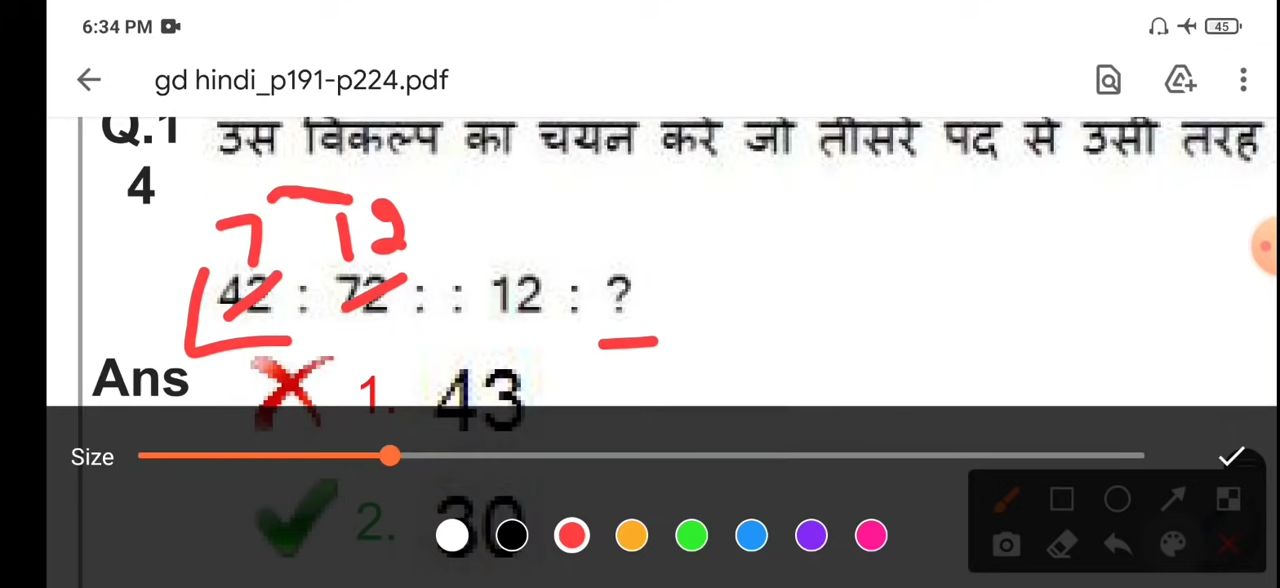 6:34 PM
45
gd hindi_p191-p224.pdf
Q.1 उस विकल्प का चयन करे जो तीसरे पद से उसी तरह
4
7 12
42 : 72 : : 12 : ?
Ans 1. 43
Size
2. 30